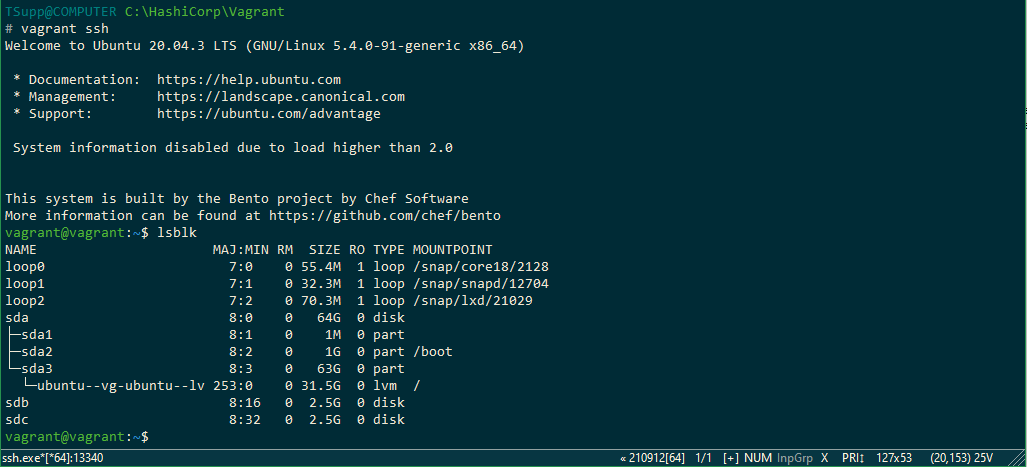 TSupp@COMPUTER C:\HashiCorp\Vagrant
# vagrant ssh
Welcome to Ubuntu 20.04.3 LTS (GNU/Linux 5.4.0-91-generic x86_64)
 * Documentation:  https://help.ubuntu.com
 * Management:     https://landscape.canonical.com
 * Support:        https://ubuntu.com/advantage
 System information disabled due to load higher than 2.0
This system is built by the Bento project by Chef Software
More information can be found at https://github.com/chef/bento
vagrant@vagrant:~$ lsblk
NAME                      MAJ:MIN RM  SIZE RO TYPE MOUNTPOINT
loop0                       7:0    0 55.4M  1 loop /snap/core18/2128
loop1                       7:1    0 32.3M  1 loop /snap/snapd/12704
loop2                       7:2    0 70.3M  1 loop /snap/lxd/21029
sda                         8:0    0   64G  0 disk
├─sda1                      8:1    0    1M  0 part
├─sda2                      8:2    0    1G  0 part /boot
└─sda3                      8:3    0   63G  0 part
  └─ubuntu--vg-ubuntu--lv 253:0    0 31.5G  0 lvm  /
sdb                         8:16   0  2.5G  0 disk
sdc                         8:32   0  2.5G  0 disk
vagrant@vagrant:~$
ssh.exe*[*64]:13340 « 210912[64] 1/1 [+] NUM InpGrp X PRI↕ 127x53 (20,153) 25V